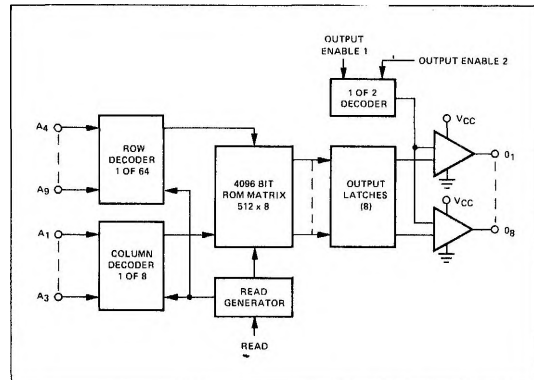 OUTPUT
ENABLE 1
OUTPUT ENABLE 2
1 OF 2
DECODER
VCC
A4
ROW
DECODER
1 OF 64
4096 BIT
ROM MATRIX
512 x 8
OUTPUT
LATCHES
(8)
01
A9
VCC
A1
COLUMN
DECODER
1 OF 8
08
A3
READ
GENERATOR
READ